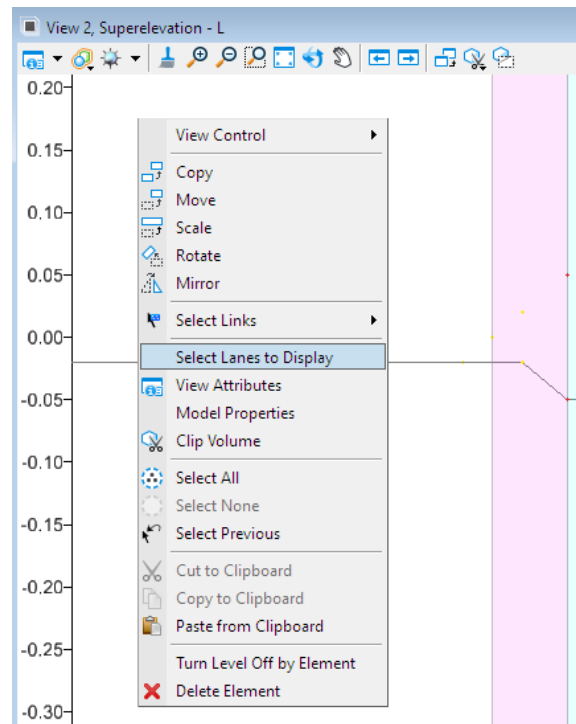 View 2, Superelevation - L
0.20
0.15
0.10
0.05
0.00
-0.05
-0.10
-0.15
-0.20
-0.25
-0.30
View Control
Copy
Move
Scale
Rotate
Mirror
Select Links
Select Lanes to Display
View Attributes
Model Properties
Clip Volume
Select All
Select None
Select Previous
Cut to Clipboard
Copy to Clipboard
Paste from Clipboard
Turn Level Off by Element
Delete Element